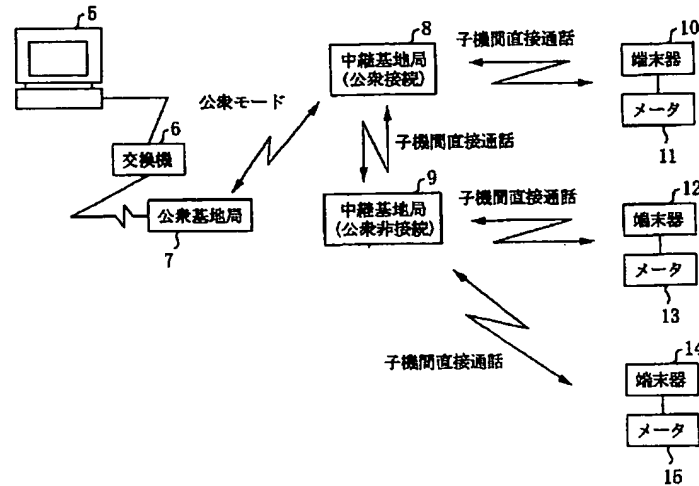 5
8
中継基地局
(公衆接続)
子機間直接通話
10
端末器
メータ
11
公衆モード
6
交換機
子機間直接通話
公衆基地局
7
9
中継基地局
(公衆非接続)
子機間直接通話
12
端末器
メータ
13
子機間直接通話
14
端末器
メータ
15